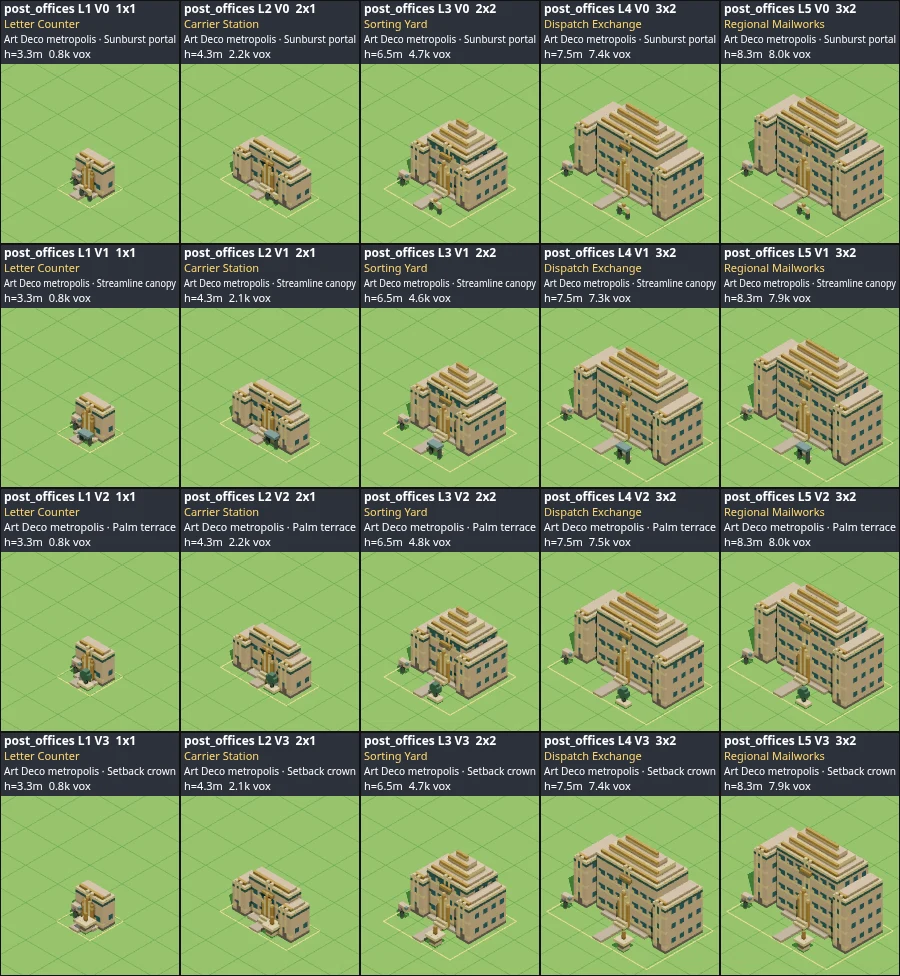 post_offices L1 V0 1x1
Letter Counter
Art Deco metropolis · Sunburst portal
h=3.3m 0.8k vox
post_offices L2 V0 2x1
Carrier Station
Art Deco metropolis · Sunburst portal
h=4.3m 2.2k vox
post_offices L3 V0 2x2
Sorting Yard
Art Deco metropolis · Sunburst portal
h=6.5m 4.7k vox
post_offices L4 V0 3x2
Dispatch Exchange
Art Deco metropolis · Sunburst portal
h=7.5m 7.4k vox
post_offices L5 V0 3x2
Regional Mailworks
Art Deco metropolis · Sunburst portal
h=8.3m 8.0k vox
post_offices L1 V1 1x1
Letter Counter
Art Deco metropolis · Streamline canopy
h=3.3m 0.8k vox
post_offices L2 V1 2x1
Carrier Station
Art Deco metropolis · Streamline canopy
h=4.3m 2.1k vox
post_offices L3 V1 2x2
Sorting Yard
Art Deco metropolis · Streamline canopy
h=6.5m 4.6k vox
post_offices L4 V1 3x2
Dispatch Exchange
Art Deco metropolis · Streamline canopy
h=7.5m 7.3k vox
post_offices L5 V1 3x2
Regional Mailworks
Art Deco metropolis · Streamline canopy
h=8.3m 7.9k vox
post_offices L1 V2 1x1
Letter Counter
Art Deco metropolis · Palm terrace
h=3.3m 0.8k vox
post_offices L2 V2 2x1
Carrier Station
Art Deco metropolis · Palm terrace
h=4.3m 2.2k vox
post_offices L3 V2 2x2
Sorting Yard
Art Deco metropolis · Palm terrace
h=6.5m 4.8k vox
post_offices L4 V2 3x2
Dispatch Exchange
Art Deco metropolis · Palm terrace
h=7.5m 7.5k vox
post_offices L5 V2 3x2
Regional Mailworks
Art Deco metropolis · Palm terrace
h=8.3m 8.0k vox
post_offices L1 V3 1x1
Letter Counter
Art Deco metropolis · Setback crown
h=3.3m 0.8k vox
post_offices L2 V3 2x1
Carrier Station
Art Deco metropolis · Setback crown
h=4.3m 2.1k vox
post_offices L3 V3 2x2
Sorting Yard
Art Deco metropolis · Setback crown
h=6.5m 4.7k vox
post_offices L4 V3 3x2
Dispatch Exchange
Art Deco metropolis · Setback crown
h=7.5m 7.4k vox
post_offices L5 V3 3x2
Regional Mailworks
Art Deco metropolis · Setback crown
h=8.3m 7.9k vox